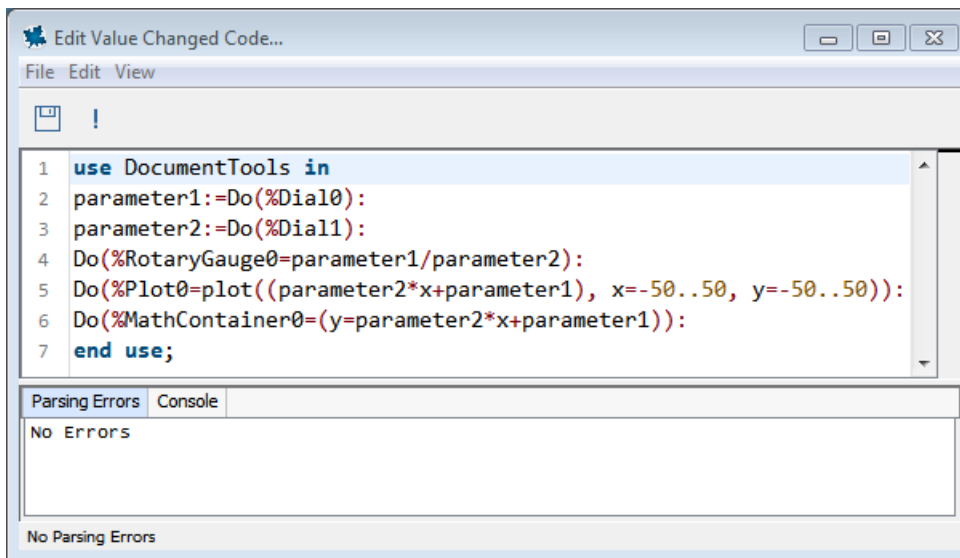 Edit Value Changed Code...
File Edit View
!
1 use DocumentTools in
2 parameter1:=Do(%Dial0):
3 parameter2:=Do(%Dial1):
4 Do(%RotaryGauge0=parameter1/parameter2):
5 Do(%Plot0=plot((parameter2*x+parameter1), x=-50..50, y=-50..50)):
6 Do(%MathContainer0=(y=parameter2*x+parameter1)):
7 end use;
Parsing Errors Console
No Errors
No Parsing Errors